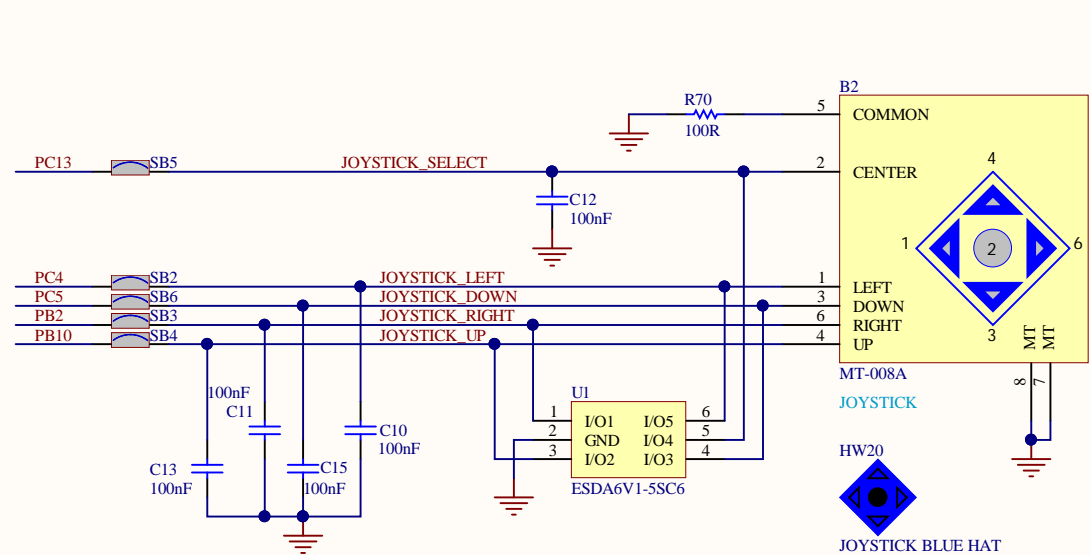 B2
R70
100R
5 COMMON
PC13 SB5 JOYSTICK_SELECT 2 CENTER
C12
100nF
4
1 2 6
3
PC4 SB2 JOYSTICK_LEFT 1 LEFT
PC5 SB6 JOYSTICK_DOWN 3 DOWN
PB2 SB3 JOYSTICK_RIGHT 6 RIGHT
PB10 SB4 JOYSTICK_UP 4 UP
MT MT
8 7
MT-008A
JOYSTICK
100nF
C11
C10
100nF
C13
100nF
C15
100nF
U1
1 I/O1 I/O5 6
2 GND I/O4 5
3 I/O2 I/O3 4
ESDA6V1-5SC6
HW20
JOYSTICK BLUE HAT